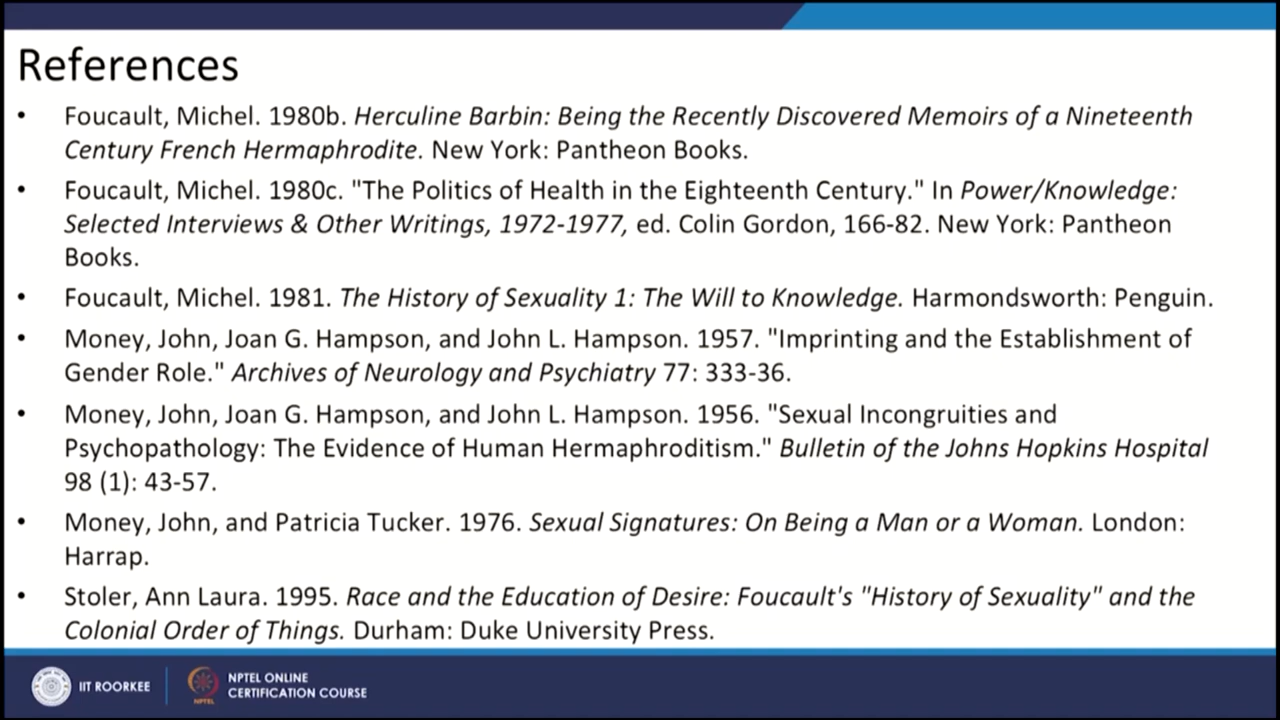 References
• Foucault, Michel. 1980b. Herculine Barbin: Being the Recently Discovered Memoirs of a Nineteenth
Century French Hermaphrodite. New York: Pantheon Books.
• Foucault, Michel. 1980c. "The Politics of Health in the Eighteenth Century." In Power/Knowledge:
Selected Interviews & Other Writings, 1972-1977, ed. Colin Gordon, 166-82. New York: Pantheon
Books.
• Foucault, Michel. 1981. The History of Sexuality 1: The Will to Knowledge. Harmondsworth: Penguin.
• Money, John, Joan G. Hampson, and John L. Hampson. 1957. "Imprinting and the Establishment of
Gender Role." Archives of Neurology and Psychiatry 77: 333-36.
• Money, John, Joan G. Hampson, and John L. Hampson. 1956. "Sexual Incongruities and
Psychopathology: The Evidence of Human Hermaphroditism." Bulletin of the Johns Hopkins Hospital
98 (1): 43-57.
• Money, John, and Patricia Tucker. 1976. Sexual Signatures: On Being a Man or a Woman. London:
Harrap.
• Stoler, Ann Laura. 1995. Race and the Education of Desire: Foucault's "History of Sexuality" and the
Colonial Order of Things. Durham: Duke University Press.
IIT ROORKEE
NPTEL
NPTEL ONLINE
CERTIFICATION COURSE